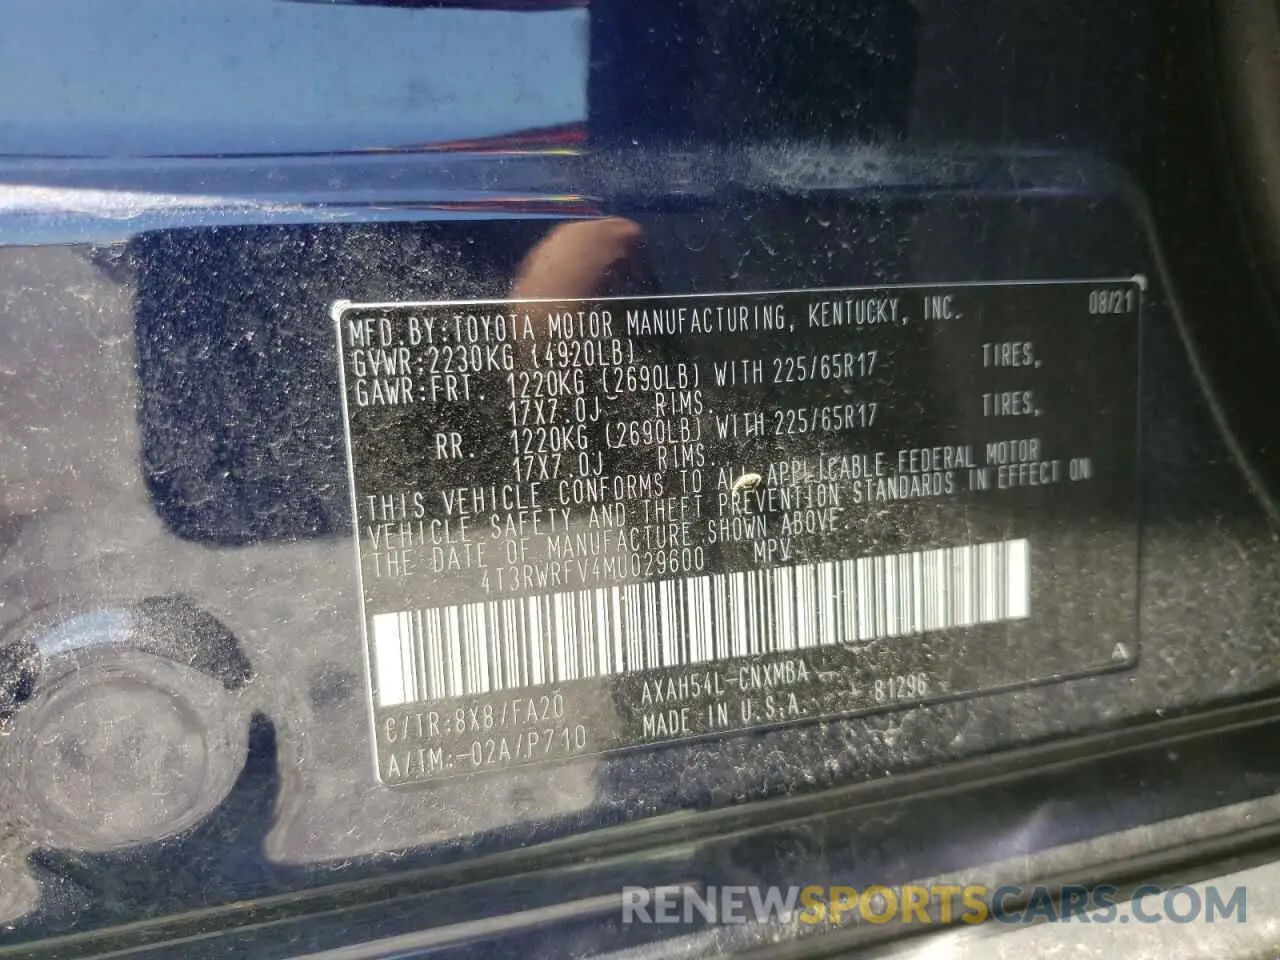 MFD.BY:TOYOTA MOTOR MANUFACTURING, KENTUCKY, INC. 08/21
GVWR:2230KG (4920LB)
GAWR:FRT. 1220KG (2690LB) WITH 225/65R17 TIRES,
17X7.0J RIMS.
RR. 1220KG (2690LB) WITH 225/65R17 TIRES,
17X7.0J RIMS.
THIS VEHICLE CONFORMS TO ALL APPLICABLE FEDERAL MOTOR
VEHICLE SAFETY AND THEFT PREVENTION STANDARDS IN EFFECT ON
THE DATE OF MANUFACTURE SHOWN ABOVE.
4T3RWRFV4MU029600 MPV
C/TR:8X8/FA20 AXAH54L-CNXMBA A
A/TM:-02A/P710 MADE IN U.S.A. 81296
RENEWSPORTSCARS.COM